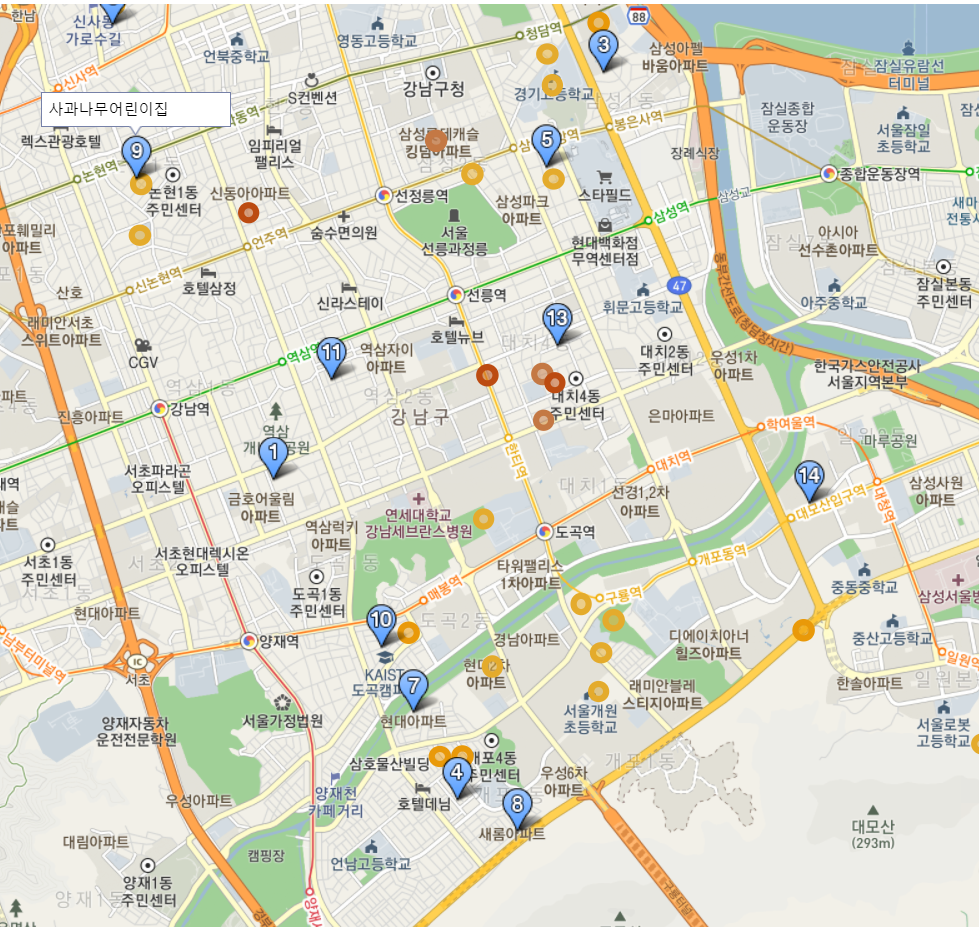 한남
신사동
가로수길
언북중학교
영동고등학교
청담역
88
3
삼성아펠
바움아파트
잠실유람선
터미널
신사역
S컨벤션
강남구청
경기고등학교
삼성1동
봉은사역
잠실종합
운동장
서울잠일
초등학교
사과나무어린이집
렉스관광호텔
임피리얼
팰리스
5
장례식장
종합운동장역
9
논현역
논현1동
주민센터
신동아아파트
선정릉역
삼성파크
아파트
스타필드
삼성역
삼성교
서울
선릉과정릉
숭수면의원
언주역
현대백화점
무역센터점
아시아
선수촌아파트
신논현역
호텔삼정
산호
신라스테이
선릉역
휘문고등학교
47
아주중학교
잠실본동
주민센터
동부간선도로(청담장지간)
래미안서초
스위트아파트
CGV
역삼역
11
역삼자이
아파트
호텔뉴브
13
대치4동
주민센터
대치2동
주민센터
우성1차
아파트
한국가스안전공사
서울지역본부
역삼1동
역삼2동
강남구
강남역
진흥아파트
역삼
1
은마아파트
학여울역
마루공원
한티역
대치역
대치1동
선경1,2차
아파트
14
대모산입구역
대청역
삼성사원
아파트
서초파라곤
오피스텔
금호어울림
아파트
역삼럭키
아파트
연세대학교
강남세브란스병원
도곡역
서초1동
주민센터
서초현대렉시온
오피스텔
도곡1동
주민센터
매봉역
타워팰리스
1차아파트
개포동역
구룡역
중동중학교
현대아파트
양재역
10
도곡2동
경남아파트
디에이치아너
힐즈아파트
중산고등학교
일원역
남부터미널역
IC
서초
KAIST
7
현대아파트
래미안블레
스티지아파트
한솔아파트
서울개원
초등학교
서울로봇
고등학교
양재자동차
운전전문학원
서울가정법원
삼호물산빌딩
개포4동
주민센터
4
호텔데님
우성6차
아파트
개포1동
8
새롬아파트
우성아파트
양재천
카페거리
대모산
(293m)
대림아파트
캠핑장
언남고등학교
구룡터널
양재1동
주민센터